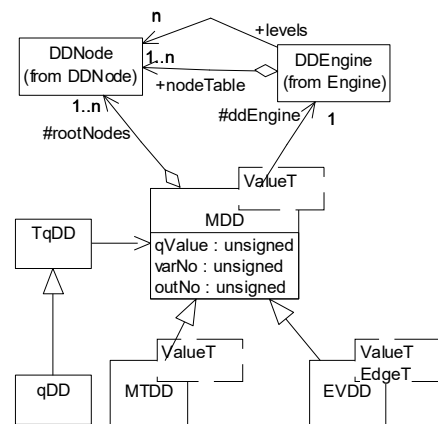 n
+levels
DDNode
(from DDNode)
DDEngine
(from Engine)
1..n
+nodeTable
1..n
#ddEngine
1
#rootNodes
ValueT
MDD
TqDD
qValue : unsigned
varNo : unsigned
outNo : unsigned
ValueT
ValueT
EdgeT
qDD
MTDD
EVDD